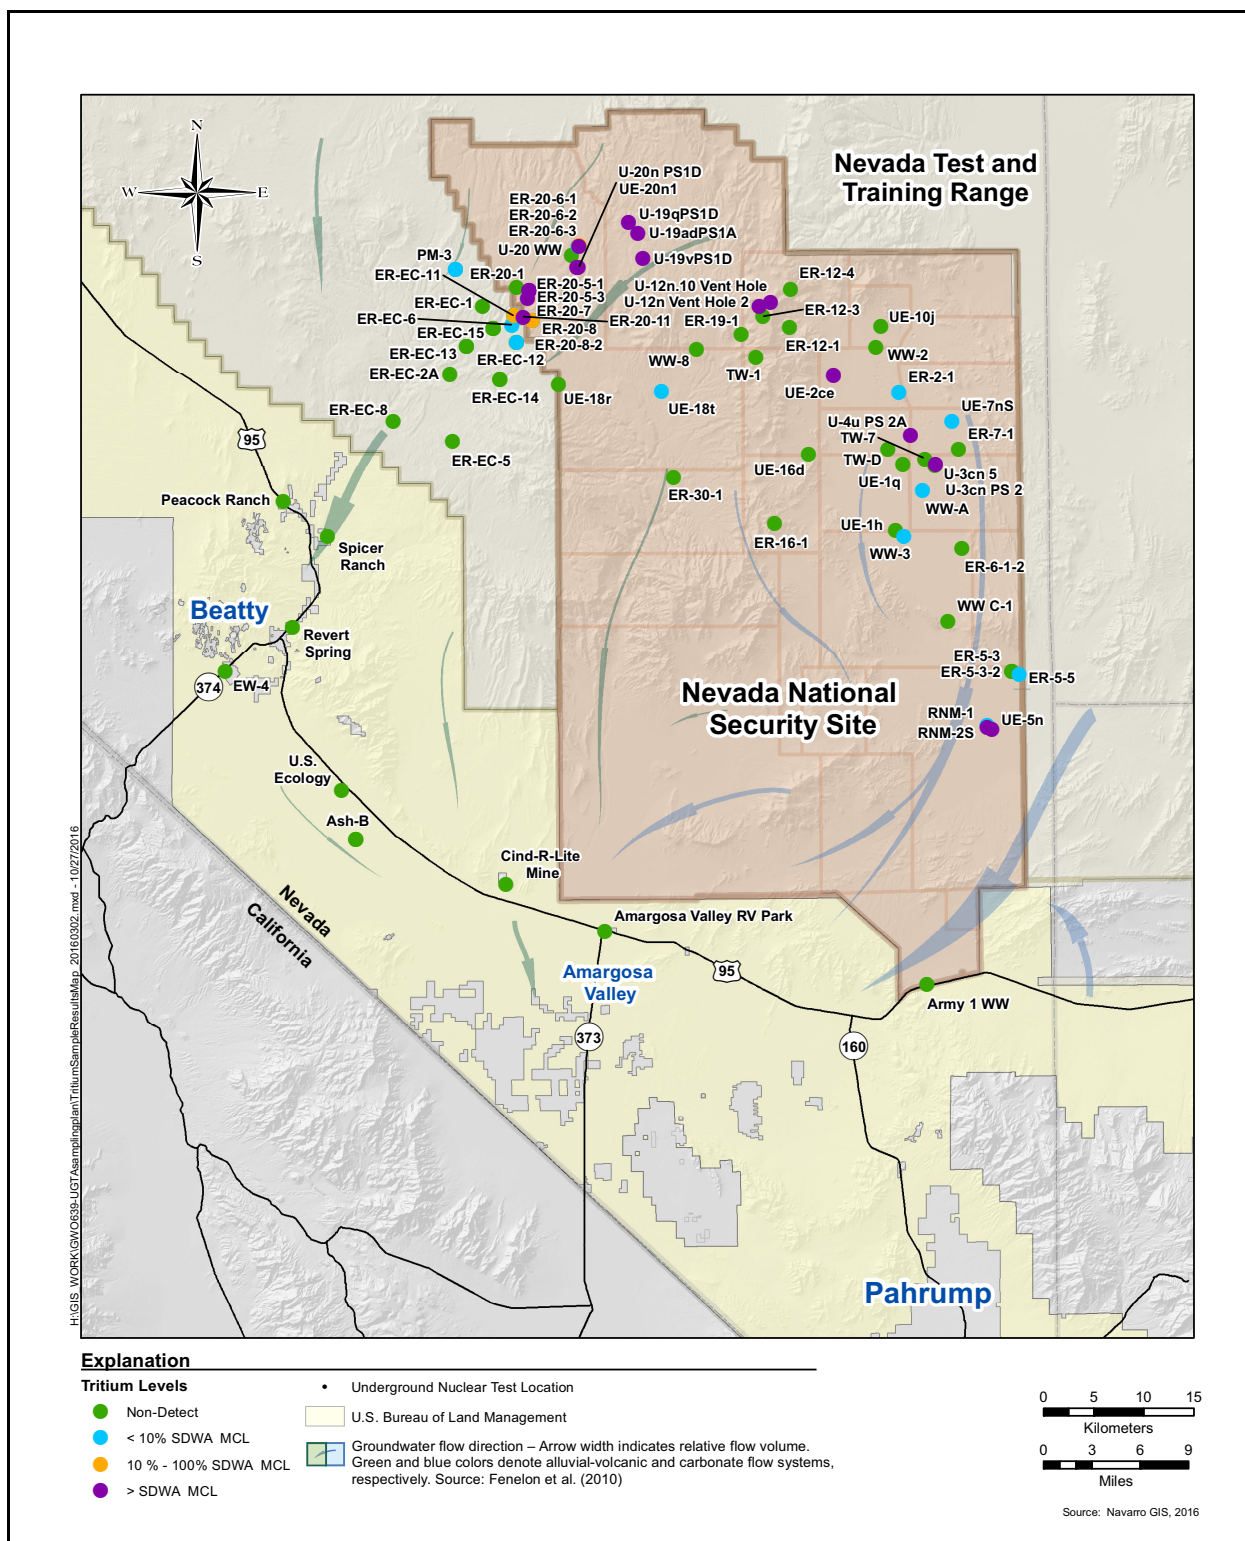 N
W
E
S
Nevada Test and
Training Range
U-20n PS1D
UE-20n1
ER-20-6-1
ER-20-6-2
ER-20-6-3
U-20 WW
U-19qPS1D
U-19adPS1A
U-19vPS1D
PM-3
ER-EC-11
ER-20-1
ER-20-5-1
ER-20-5-3
ER-20-7
ER-20-11
ER-20-8
ER-20-8-2
ER-EC-1
ER-EC-6
ER-EC-15
ER-EC-13
ER-EC-12
ER-EC-2A
ER-EC-14
UE-18r
ER-EC-8
ER-EC-5
U-12n.10 Vent Hole
U-12n Vent Hole 2
ER-12-4
ER-12-3
ER-19-1
ER-12-1
UE-10j
WW-2
WW-8
TW-1
UE-2ce
ER-2-1
UE-18t
UE-7nS
U-4u PS 2A
ER-7-1
TW-7
TW-D
UE-1q
U-3cn 5
U-3cn PS 2
UE-16d
WW-A
ER-30-1
ER-16-1
UE-1h
WW-3
ER-6-1-2
WW C-1
ER-5-3
ER-5-3-2
ER-5-5
RNM-1
RNM-2S
UE-5n
95
Peacock Ranch
Spicer
Ranch
Beatty
Revert
Spring
EW-4
374
Nevada National
Security Site
U.S.
Ecology
Ash-B
Cind-R-Lite
Mine
Nevada
California
Amargosa Valley RV Park
Amargosa
Valley
95
Army 1 WW
373
160
Pahrump
H:\GIS_WORK\GWO639-UGTAsamplingplan\TritiumSampleResultsMap_20160302.mxd - 10/27/2016
Explanation
Tritium Levels
Non-Detect
< 10% SDWA MCL
10 % - 100% SDWA MCL
> SDWA MCL
Underground Nuclear Test Location
U.S. Bureau of Land Management
Groundwater flow direction – Arrow width indicates relative flow volume.
Green and blue colors denote alluvial-volcanic and carbonate flow systems,
respectively. Source: Fenelon et al. (2010)
0 5 10 15
Kilometers
0 3 6 9
Miles
Source: Navarro GIS, 2016